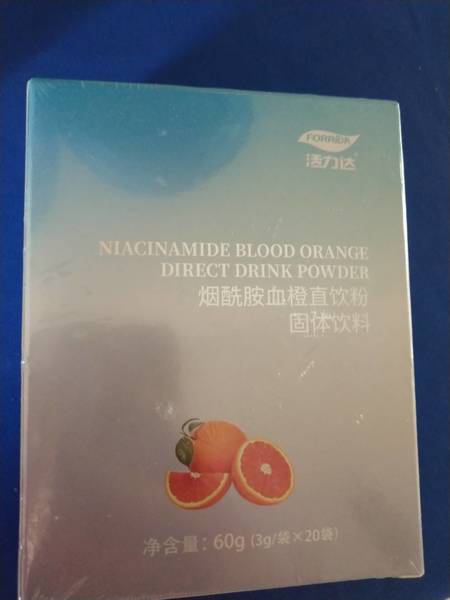 FORRIDA
活力达
NIACINAMIDE BLOOD ORANGE
DIRECT DRINK POWDER
烟酰胺血橙直饮粉
固体饮料
净含量：60g (3g/袋×20袋)